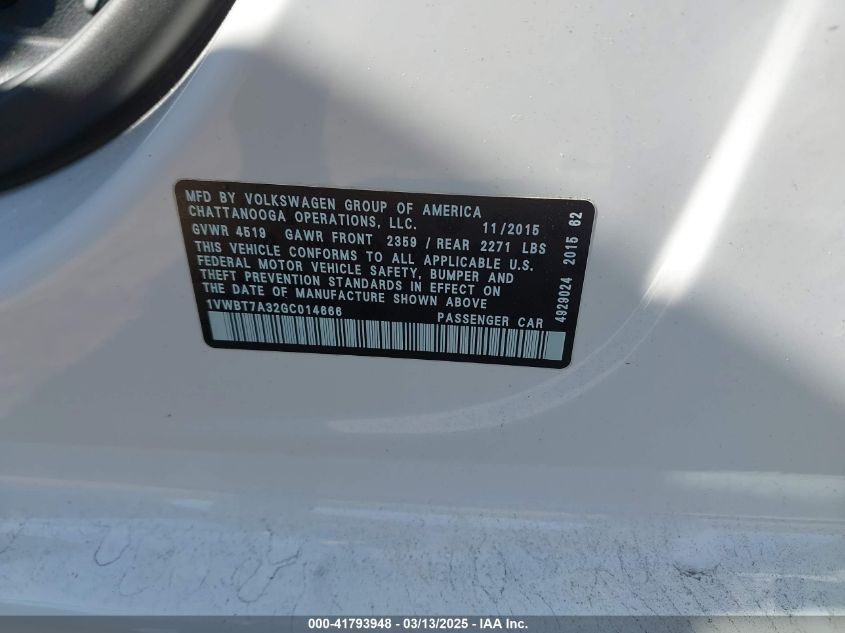 MFD BY VOLKSWAGEN GROUP OF AMERICA
CHATTANOOGA OPERATIONS, LLC. 11/2015
GVWR 4519 GAWR FRONT 2359 / REAR 2271 LBS
THIS VEHICLE CONFORMS TO ALL APPLICABLE U.S.
FEDERAL MOTOR VEHICLE SAFETY, BUMPER AND
THEFT PREVENTION STANDARDS IN EFFECT ON
THE DATE OF MANUFACTURE SHOWN ABOVE
1VWBT7A32GC014666 PASSENGER CAR
4929024 2015 62
000-41793948 - 03/13/2025 - IAA Inc.